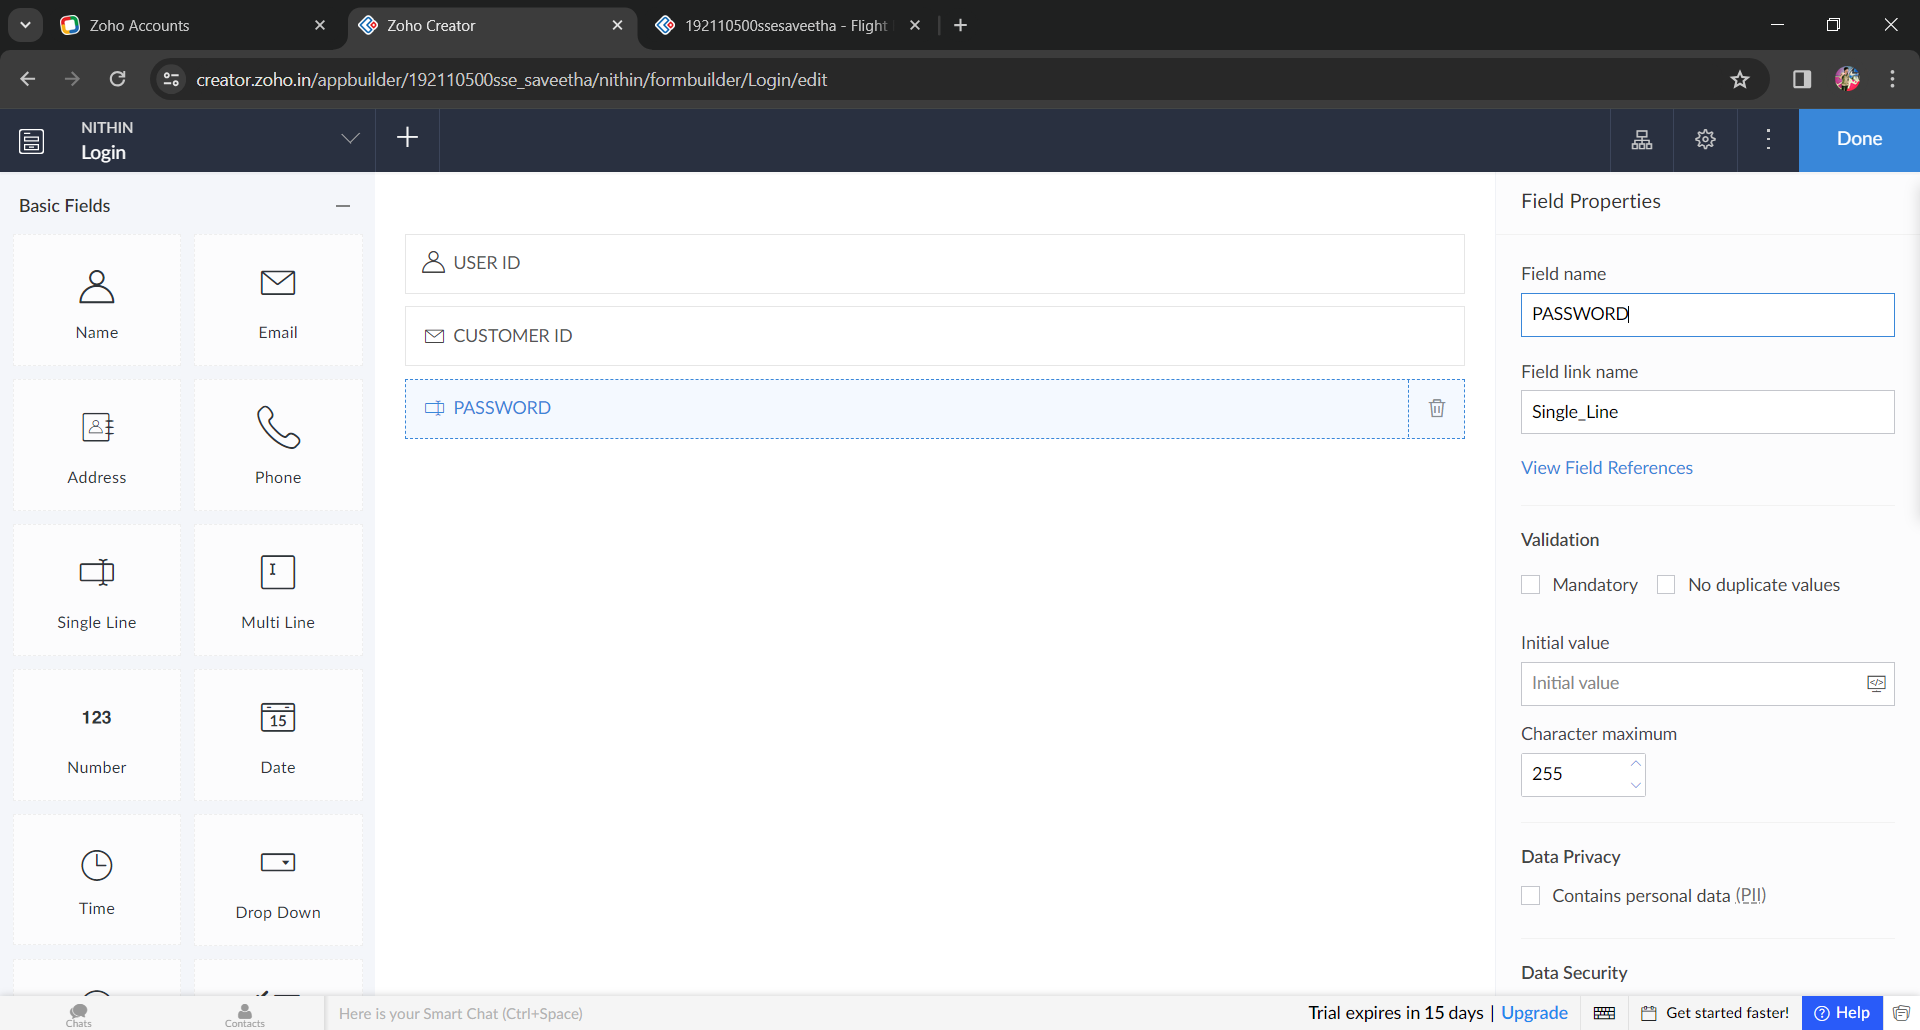 Zoho Accounts
Zoho Creator
192110500ssesaveetha - Flight
creator.zoho.in/appbuilder/192110500sse_saveetha/nithin/formbuilder/Login/edit
NITHIN
Login
Done
Basic Fields
Name
Email
Address
Phone
Single Line
Multi Line
123
Number
15
Date
Time
Drop Down
USER ID
CUSTOMER ID
PASSWORD
Field Properties
Field name
PASSWORD
Field link name
Single_Line
View Field References
Validation
Mandatory
No duplicate values
Initial value
Initial value
Character maximum
255
Data Privacy
Contains personal data (PII)
Data Security
Chats
Contacts
Here is your Smart Chat (Ctrl+Space)
Trial expires in 15 days | Upgrade
Get started faster!
Help